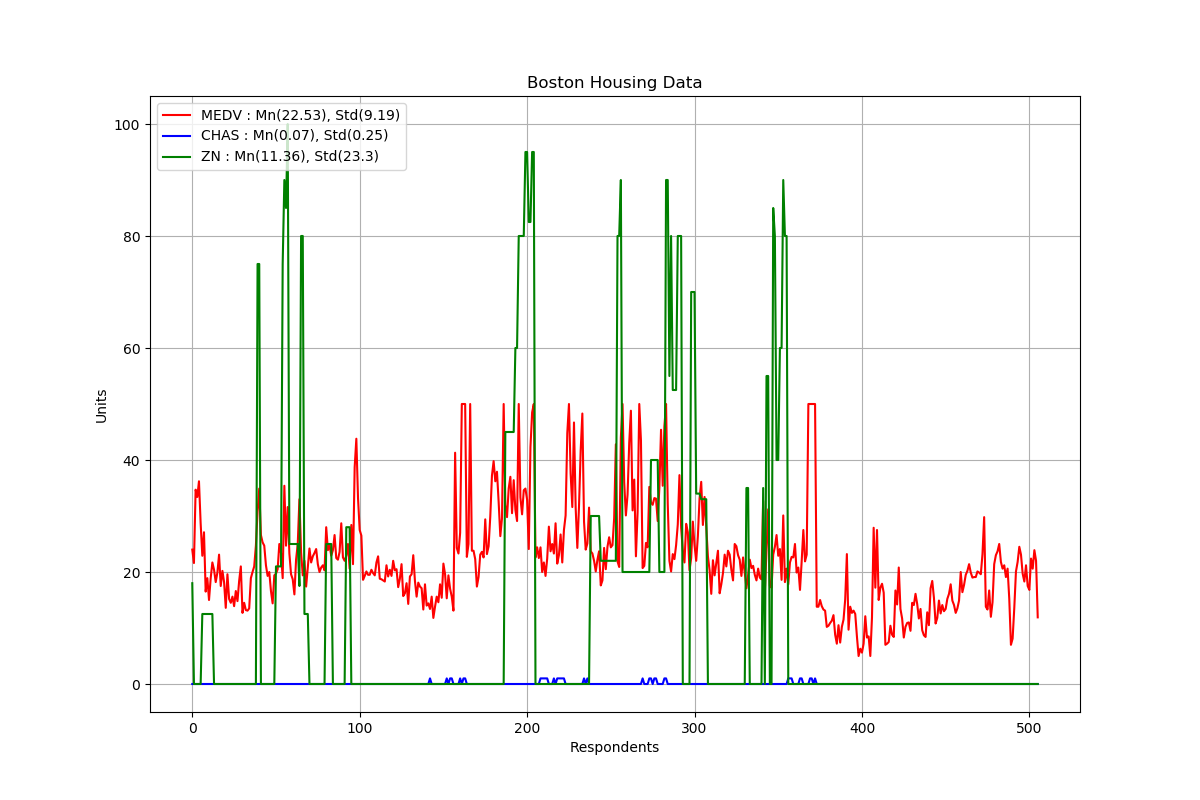 Boston Housing Data
MEDV : Mn(22.53), Std(9.19)
CHAS : Mn(0.07), Std(0.25)
ZN : Mn(11.36), Std(23.3)
100
80
60
40
20
0
Units
0 100 200 300 400 500
Respondents